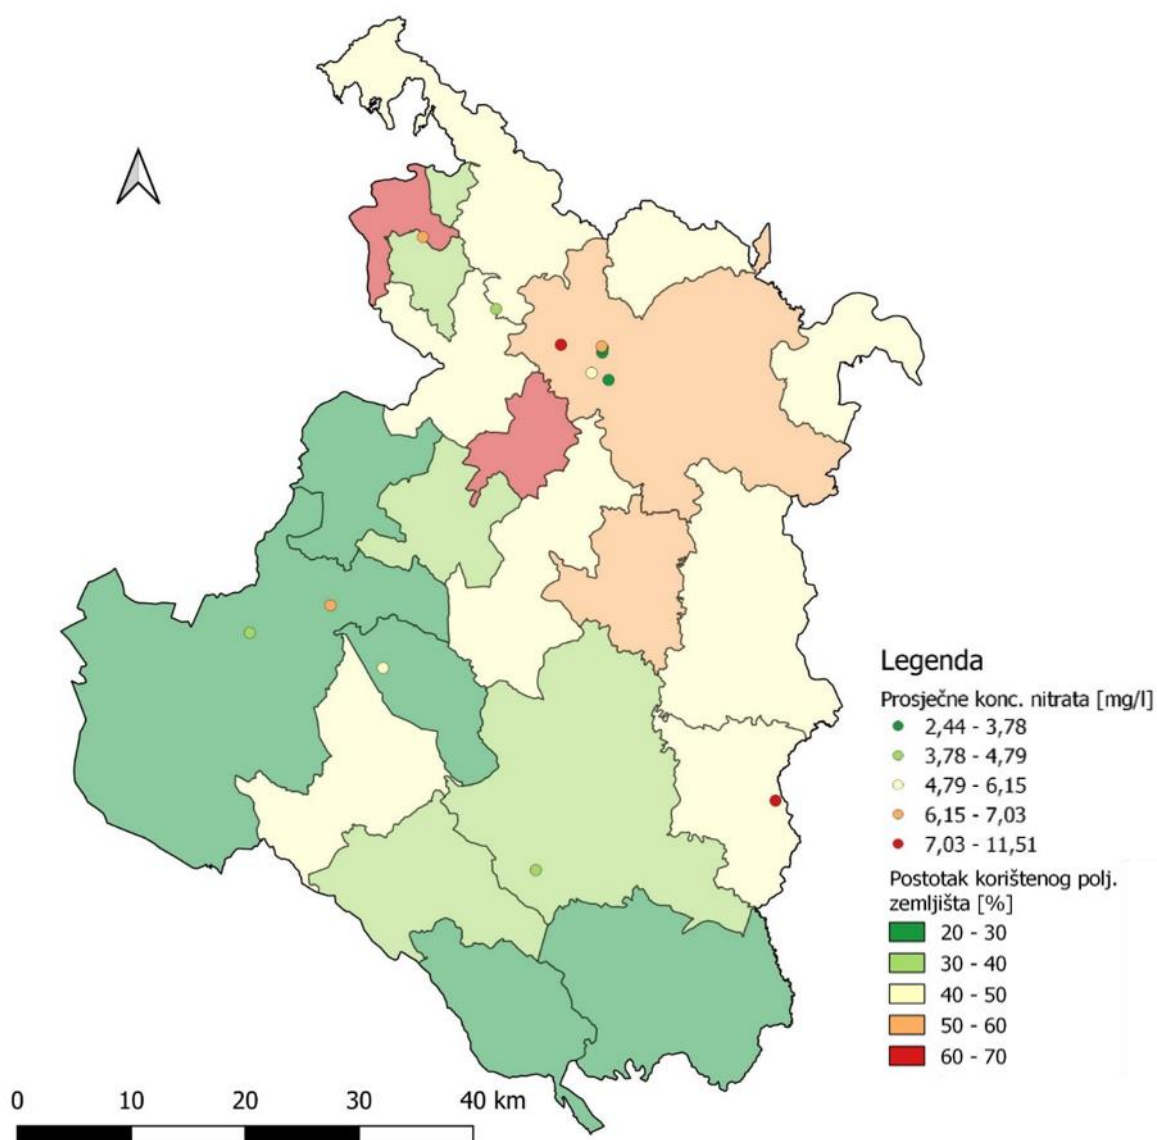 Legenda
Prosječne konc. nitrata [mg/l]
2,44 - 3,78
3,78 - 4,79
4,79 - 6,15
6,15 - 7,03
7,03 - 11,51
Postotak korištenog polj.
zemljišta [%]
20 - 30
30 - 40
40 - 50
50 - 60
60 - 70
0 10 20 30 40 km